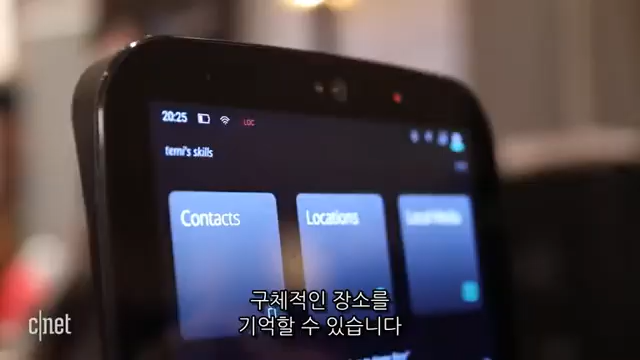 20:25 LOC
temi's skills
Contacts
Locations
구체적인 장소를
기억할 수 있습니다
c|net